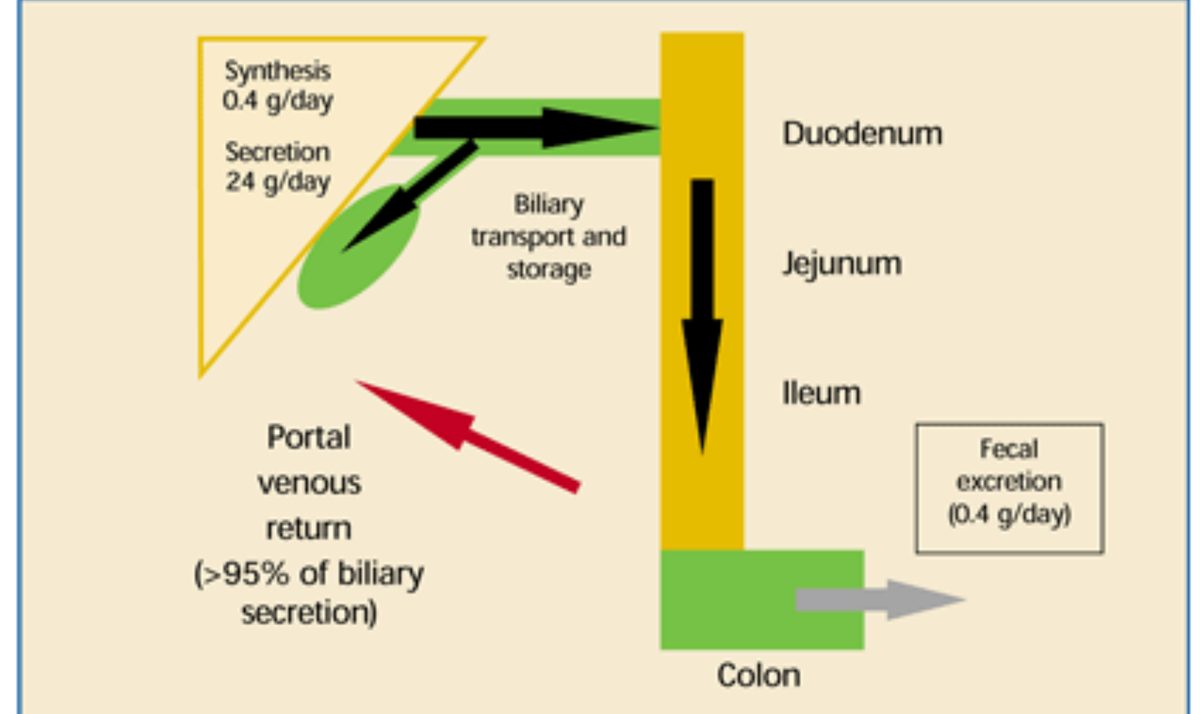 Synthesis
0.4 g/day
Secretion
24 g/day
Biliary
transport and
storage
Duodenum
Jejunum
Ileum
Portal
venous
return
(>95% of biliary
secretion)
Fecal
excretion
(0.4 g/day)
Colon